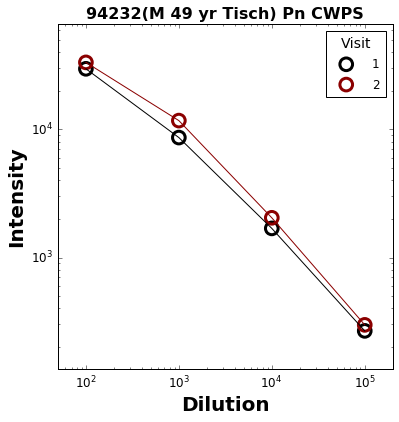 94232(M 49 yr Tisch) Pn CWPS
Visit
1
2
10^4
10^3
Intensity
10^2 10^3 10^4 10^5
Dilution